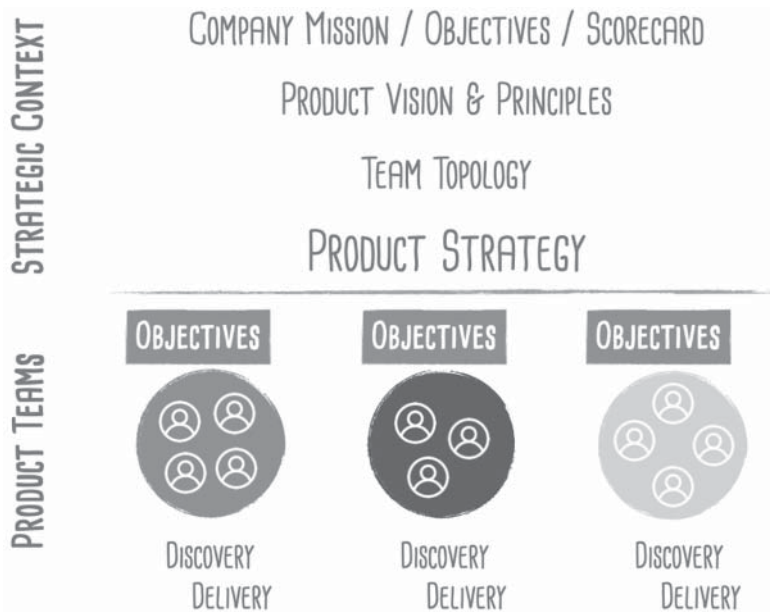 STRATEGIC CONTEXT
COMPANY MISSION / OBJECTIVES / SCORECARD
PRODUCT VISION & PRINCIPLES
TEAM TOPOLOGY
PRODUCT STRATEGY
PRODUCT TEAMS
OBJECTIVES
OBJECTIVES
OBJECTIVES
DISCOVERY
DELIVERY
DISCOVERY
DELIVERY
DISCOVERY
DELIVERY